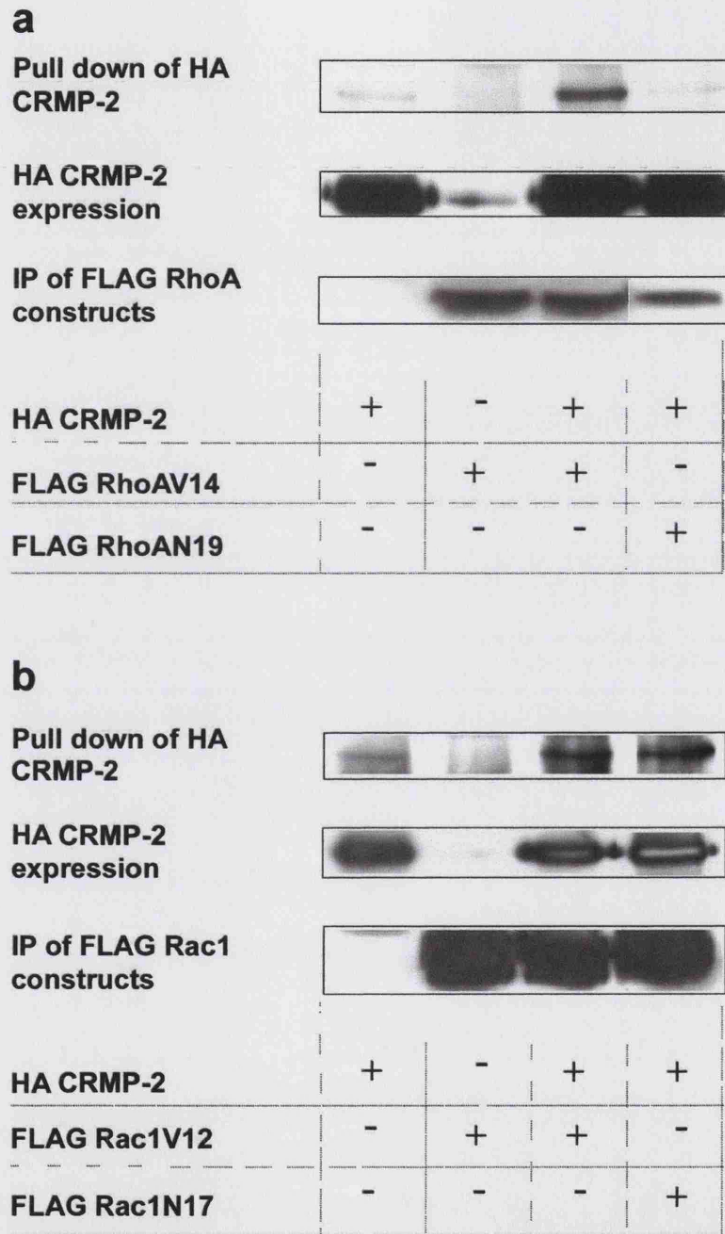 a
Pull down of HA
CRMP-2
HA CRMP-2
expression
IP of FLAG RhoA
constructs
HA CRMP-2 + - + +
FLAG RhoAV14 - + + -
FLAG RhoAN19 - - - +
b
Pull down of HA
CRMP-2
HA CRMP-2
expression
IP of FLAG Rac1
constructs
HA CRMP-2 + - + +
FLAG Rac1V12 - + + -
FLAG Rac1N17 - - - +